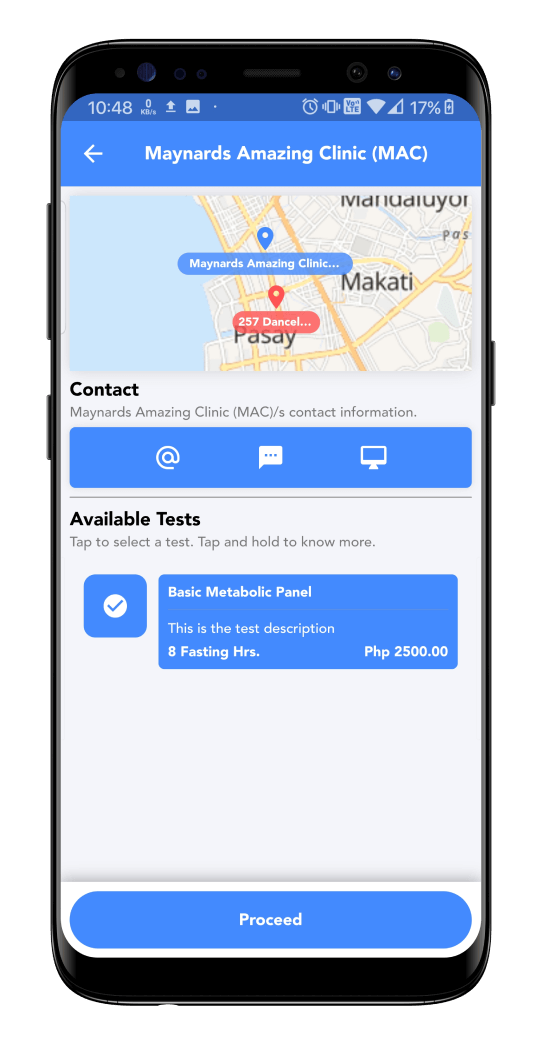 10:48 0 KB/s VoD LTE 17%
Maynards Amazing Clinic (MAC)
Mandaluyor
Pas
Maynards Amazing Clinic...
Makati
257 Dancel...
Pasay
Contact
Maynards Amazing Clinic (MAC)/s contact information.
Available Tests
Tap to select a test. Tap and hold to know more.
Basic Metabolic Panel
This is the test description
8 Fasting Hrs.
Php 2500.00
Proceed